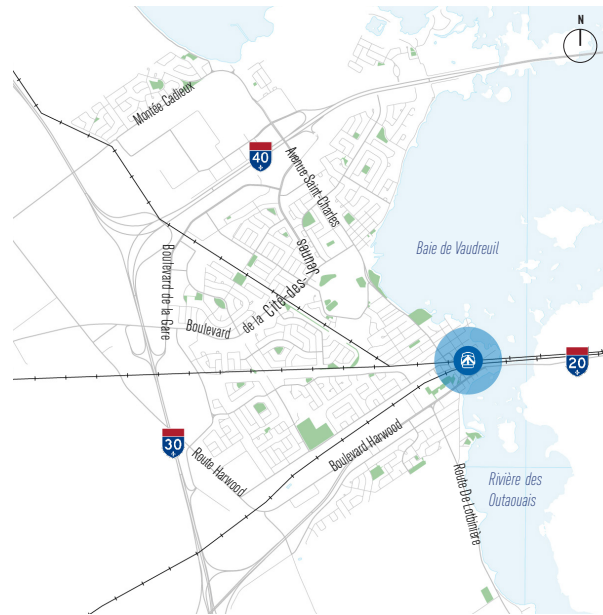 N
Montée Cadieux
40
Avenue Saint-Charles
Baie de Vaudreuil
Boulevard de la Gare
Boulevard de la Cité-des-
Jeunes
20
30
Route Harwood
Boulevard Harwood
Route De Lotbinière
Rivière des
Outaouais